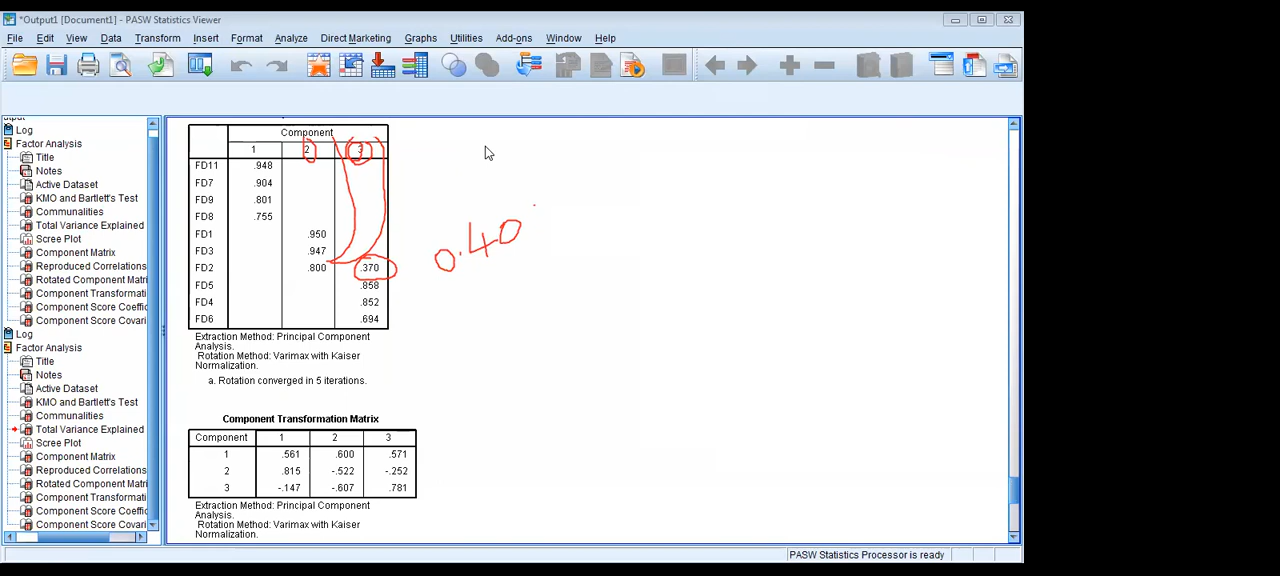 *Output1 [Document1] - PASW Statistics Viewer
File Edit View Data Transform Insert Format Analyze Direct Marketing Graphs Utilities Add-ons Window Help
Log
Factor Analysis
Title
Notes
Active Dataset
KMO and Bartlett's Test
Communalities
Total Variance Explained
Scree Plot
Component Matrix
Reproduced Correlations
Rotated Component Matri
Component Transformati
Component Score Coeffic
Component Score Covari
Log
Factor Analysis
Title
Notes
Active Dataset
KMO and Bartlett's Test
Communalities
Total Variance Explained
Scree Plot
Component Matrix
Reproduced Correlations
Rotated Component Matri
Component Transformati
Component Score Coeffic
Component Score Covari
Component
1 2 3
FD11 .948
FD7 .904
FD9 .801
FD8 .755
FD1 .950
FD3 .947
FD2 .800 .370
FD5 .858
FD4 .852
FD6 .694
0.40
Extraction Method: Principal Component
Analysis.
Rotation Method: Varimax with Kaiser
Normalization.
a. Rotation converged in 5 iterations.
Component Transformation Matrix
Component 1 2 3
1 .561 .600 .571
2 .815 -.522 -.252
3 -.147 -.607 .781
Extraction Method: Principal Component
Analysis.
Rotation Method: Varimax with Kaiser
Normalization.
PASW Statistics Processor is ready